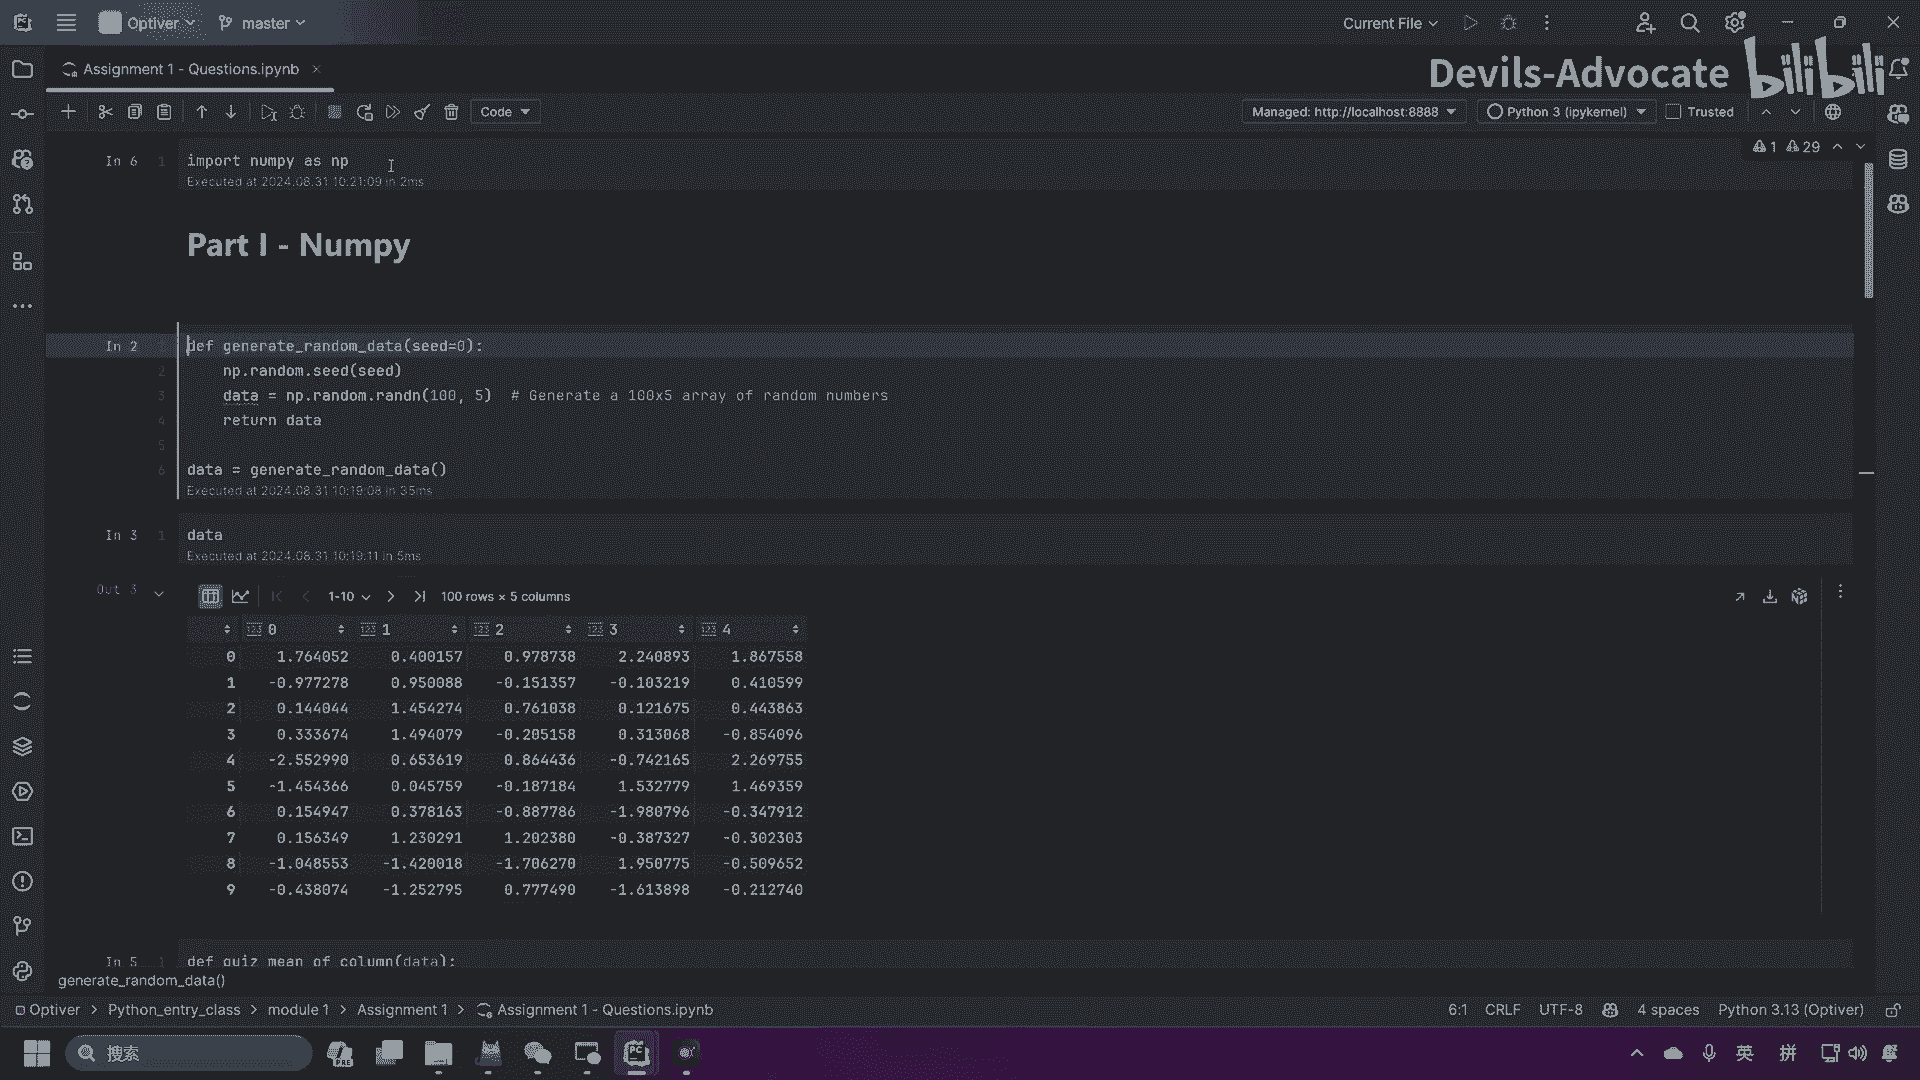 Optiver
master
Current File
Assignment 1 - Questions.ipynb
Devils-Advocate bilibili
Code
Managed: http://localhost:8888
Python 3 (ipykernel)
Trusted
1 29
In 6 1 import numpy as np
Executed at 2024.08.31 10:21:09 in 2ms
Part I - Numpy
In 2 def generate_random_data(seed=0):
2 np.random.seed(seed)
3 data = np.random.randn(100, 5) # Generate a 100x5 array of random numbers
4 return data
5
6 data = generate_random_data()
Executed at 2024.08.31 10:19:08 in 35ms
In 3 1 data
Executed at 2024.08.31 10:19:11 in 5ms
Out 3
1-10 100 rows × 5 columns
123 0 123 1 123 2 123 3 123 4
0 1.764052 0.400157 0.978738 2.240893 1.867558
1 -0.977278 0.950088 -0.151357 -0.103219 0.410599
2 0.144044 1.454274 0.761038 0.121675 0.443863
3 0.333674 1.494079 -0.205158 0.313068 -0.854096
4 -2.552990 0.653619 0.864436 -0.742165 2.269755
5 -1.454366 0.045759 -0.187184 1.532779 1.469359
6 0.154947 0.378163 -0.887786 -1.980796 -0.347912
7 0.156349 1.230291 1.202380 -0.387327 -0.302303
8 -1.048553 -1.420018 -1.706270 1.950775 -0.509652
9 -0.438074 -1.252795 0.777490 -1.613898 -0.212740
In 5 1 def quiz_mean_of_column(data):
generate_random_data()
Optiver > Python_entry_class > module 1 > Assignment 1 > Assignment 1 - Questions.ipynb
6:1 CRLF UTF-8 4 spaces Python 3.13 (Optiver)
搜索
PRE
PC
英
拼